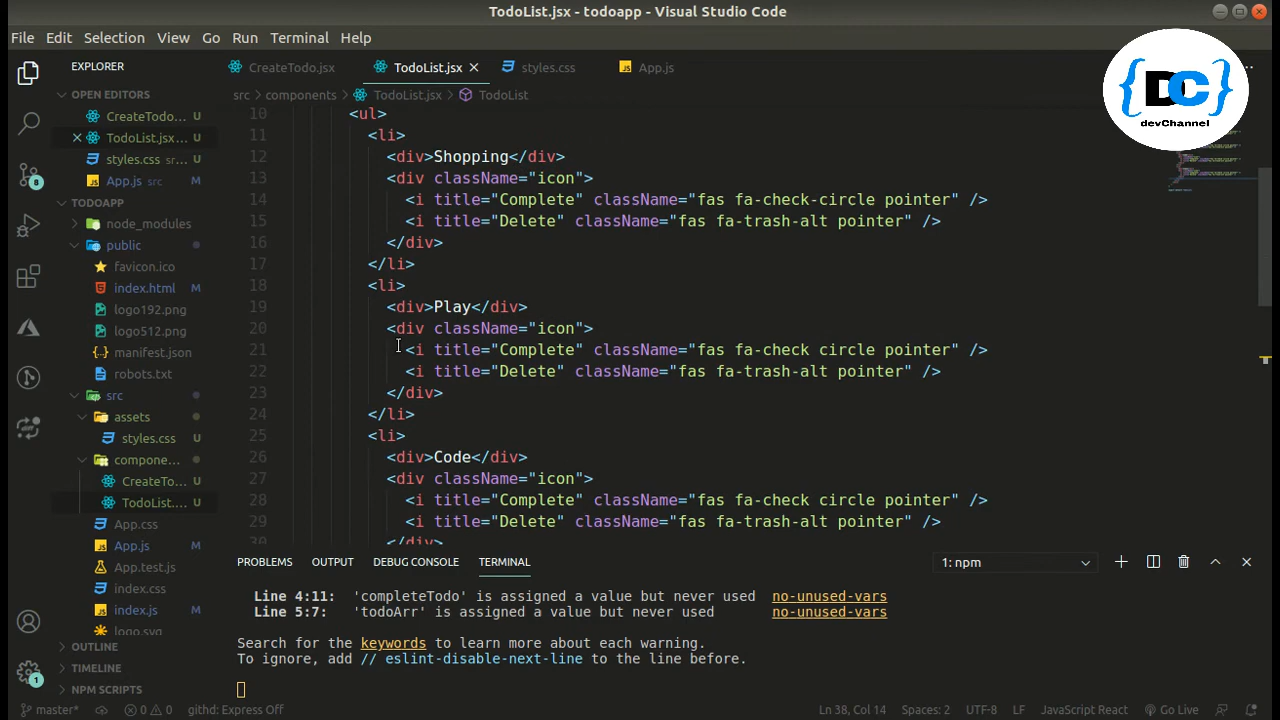 TodoList.jsx - todoapp - Visual Studio Code
File Edit Selection View Go Run Terminal Help
{DC}
devChannel
EXPLORER
CreateTodo.jsx
TodoList.jsx
styles.css
App.js
src components TodoList.jsx TodoList
OPEN EDITORS
CreateTodo... U
TodoList.jsx... U
styles.css sr... U
App.js src M
TODOAPP
node_modules
public
favicon.ico
index.html M
logo192.png
logo512.png
manifest.json
robots.txt
src
assets
styles.css U
compone...
CreateTo... U
TodoList.... U
App.css
App.js M
App.test.js
index.css
index.js M
logo.svg
OUTLINE
TIMELINE
NPM SCRIPTS
8
1
10 <ul>
11 <li>
12 <div>Shopping</div>
13 <div className="icon">
14 <i title="Complete" className="fas fa-check-circle pointer" />
15 <i title="Delete" className="fas fa-trash-alt pointer" />
16 </div>
17 </li>
18 <li>
19 <div>Play</div>
20 <div className="icon">
21 <i title="Complete" className="fas fa-check circle pointer" />
22 <i title="Delete" className="fas fa-trash-alt pointer" />
23 </div>
24 </li>
25 <li>
26 <div>Code</div>
27 <div className="icon">
28 <i title="Complete" className="fas fa-check circle pointer" />
29 <i title="Delete" className="fas fa-trash-alt pointer" />
30 </div>
PROBLEMS OUTPUT DEBUG CONSOLE TERMINAL 1: npm
Line 4:11: 'completeTodo' is assigned a value but never used no-unused-vars
Line 5:7: 'todoArr' is assigned a value but never used no-unused-vars
Search for the keywords to learn more about each warning.
To ignore, add // eslint-disable-next-line to the line before.
master* 0 0 githd: Express Off Ln 38, Col 14 Spaces: 2 UTF-8 LF JavaScript React Go Live